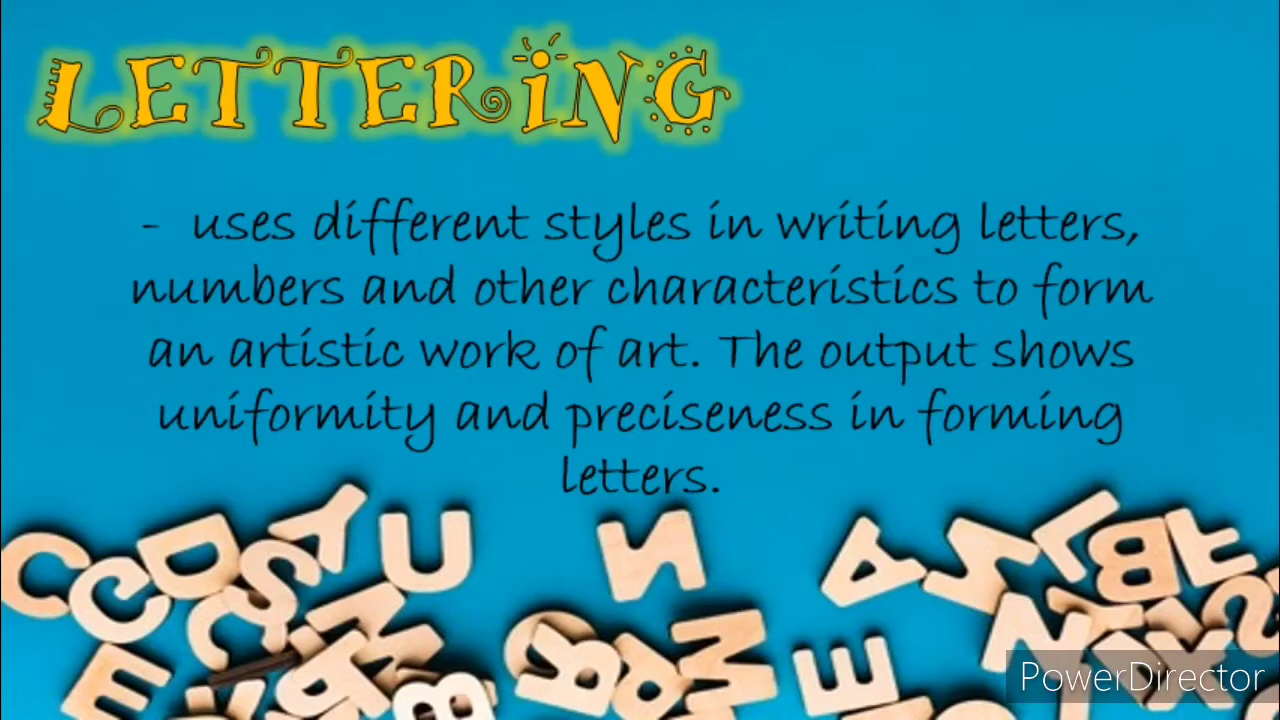 LETTERiNG
- uses different styles in writing letters,
numbers and other characteristics to form
an artistic work of art. The output shows
uniformity and preciseness in forming
letters.
PowerDirector